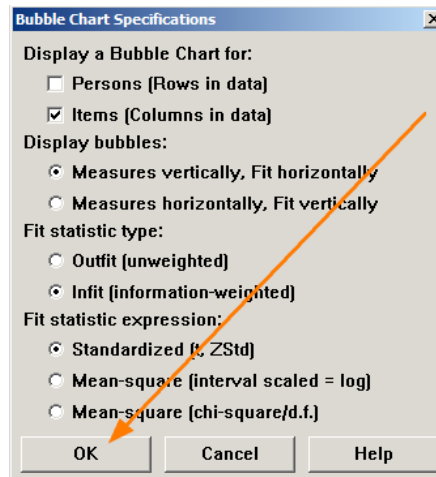 Bubble Chart Specifications
Display a Bubble Chart for:
Persons (Rows in data)
Items (Columns in data)
Display bubbles:
Measures vertically, Fit horizontally
Measures horizontally, Fit vertically
Fit statistic type:
Outfit (unweighted)
Infit (information-weighted)
Fit statistic expression:
Standardized (t, ZStd)
Mean-square (interval scaled = log)
Mean-square (chi-square/d.f.)
OK Cancel Help